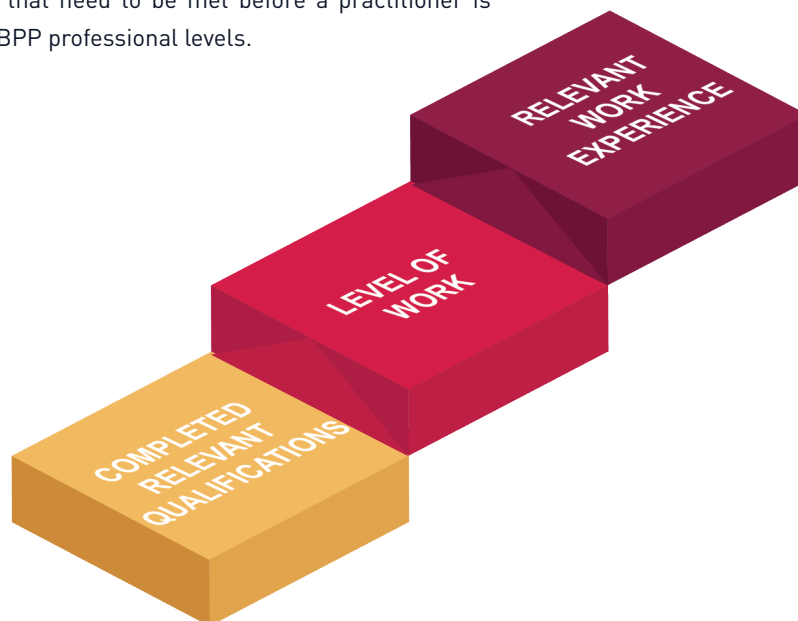 that need to be met before a practitioner is
BPP professional levels.
RELEVANT
WORK
EXPERIENCE
LEVEL OF
WORK
COMPLETED
RELEVANT
QUALIFICATIONS